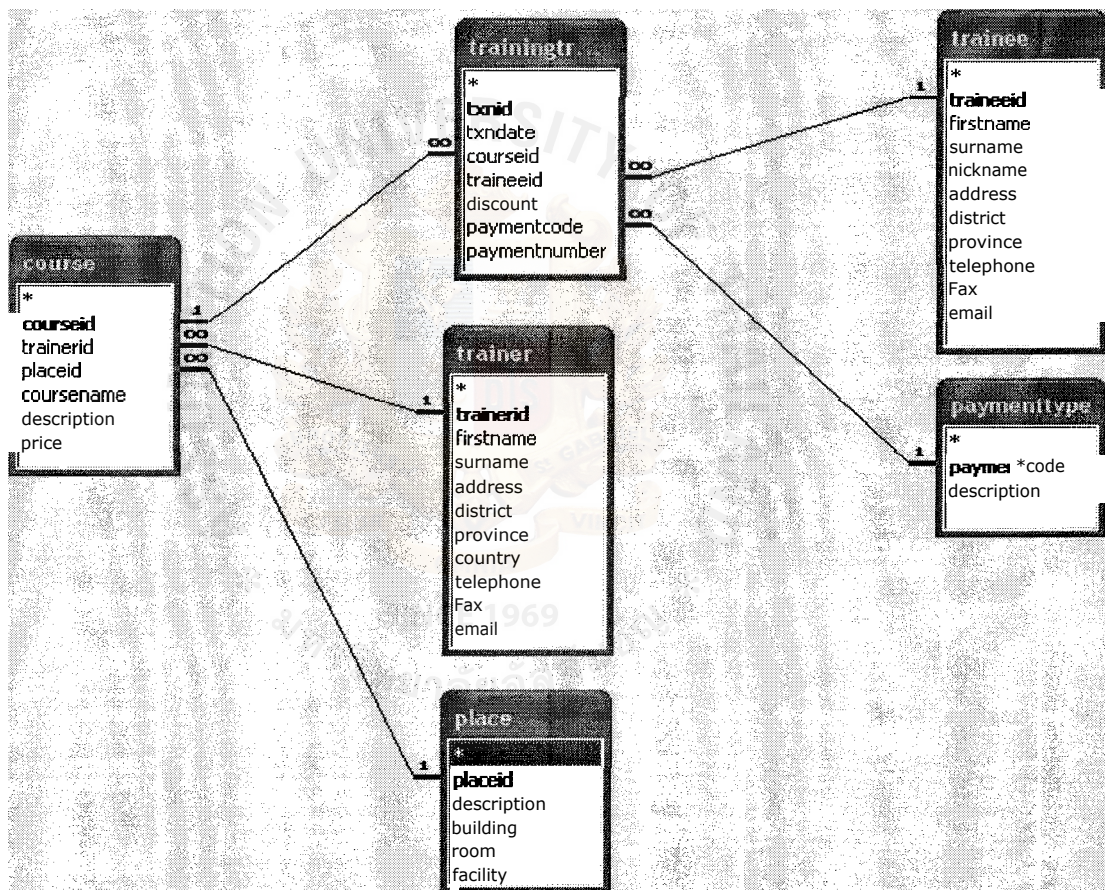 course
*
courseid
trainerid
placeid
coursename
description
price
trainingtr...
*
txnid
txndate
courseid
traineeid
discount
paymentcode
paymentnumber
trainer
*
trainerid
firstname
surname
address
district
province
country
telephone
Fax
email
place
*
placeid
description
building
room
facility
trainee
*
traineeid
firstname
surname
nickname
address
district
province
telephone
Fax
email
paymenttype
*
paymer *code
description
1
∞
∞
∞
1
∞
1
∞
1
1
1969